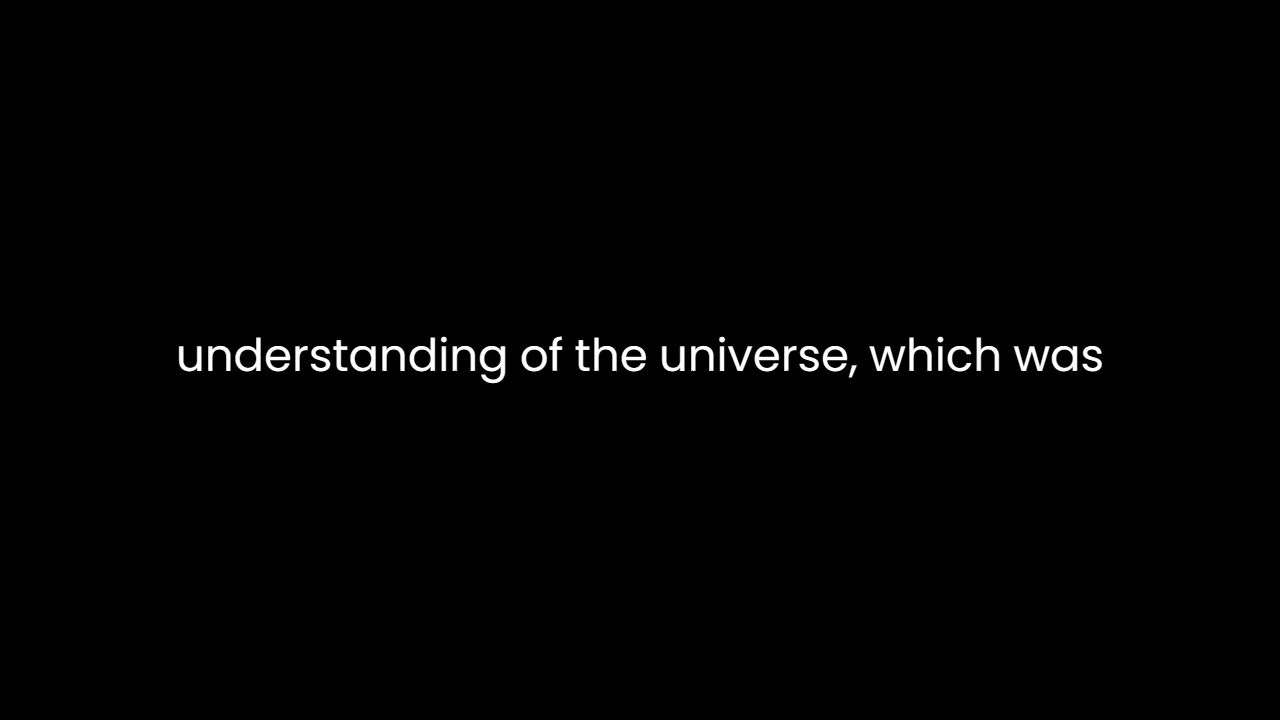 understanding of the universe, which was